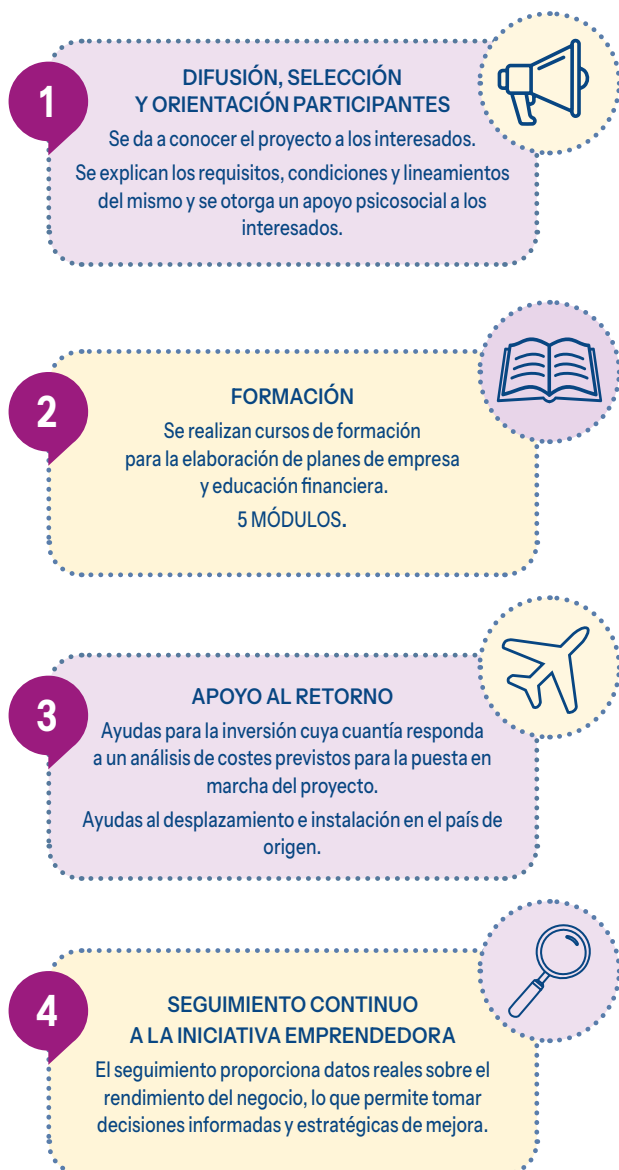 1
DIFUSIÓN, SELECCIÓN
Y ORIENTACIÓN PARTICIPANTES
Se da a conocer el proyecto a los interesados.
Se explican los requisitos, condiciones y lineamientos
del mismo y se otorga un apoyo psicosocial a los
interesados.
2
FORMACIÓN
Se realizan cursos de formación
para la elaboración de planes de empresa
y educación financiera.
5 MÓDULOS.
3
APOYO AL RETORNO
Ayudas para la inversión cuya cuantía responda
a un análisis de costes previstos para la puesta en
marcha del proyecto.
Ayudas al desplazamiento e instalación en el país de
origen.
4
SEGUIMIENTO CONTINUO
A LA INICIATIVA EMPRENDEDORA
El seguimiento proporciona datos reales sobre el
rendimiento del negocio, lo que permite tomar
decisiones informadas y estratégicas de mejora.